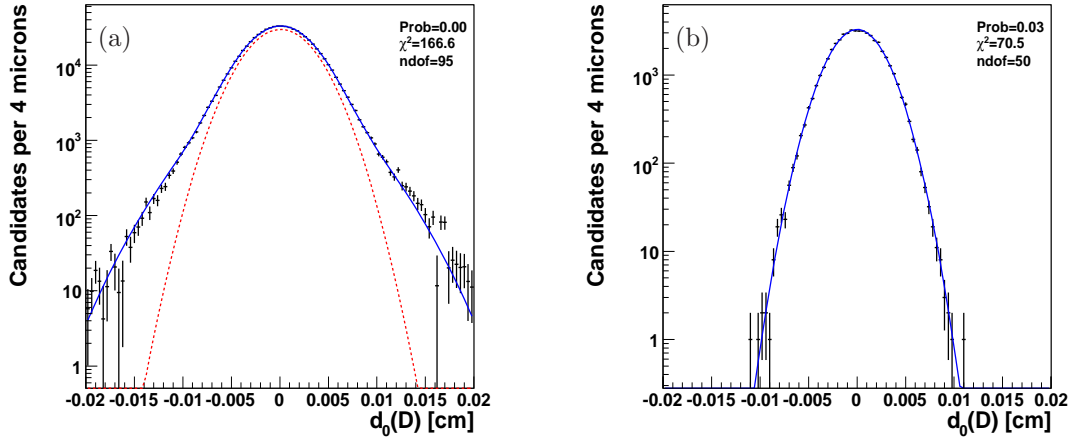 (a)
Prob=0.00
χ²=166.6
ndof=95
Candidates per 4 microns
10⁴
10³
10²
10
1
-0.02 -0.015 -0.01 -0.005 0 0.005 0.01 0.015 0.02
d₀(D) [cm]
(b)
Prob=0.03
χ²=70.5
ndof=50
Candidates per 4 microns
10³
10²
10
1
-0.02 -0.015 -0.01 -0.005 0 0.005 0.01 0.015 0.02
d₀(D) [cm]